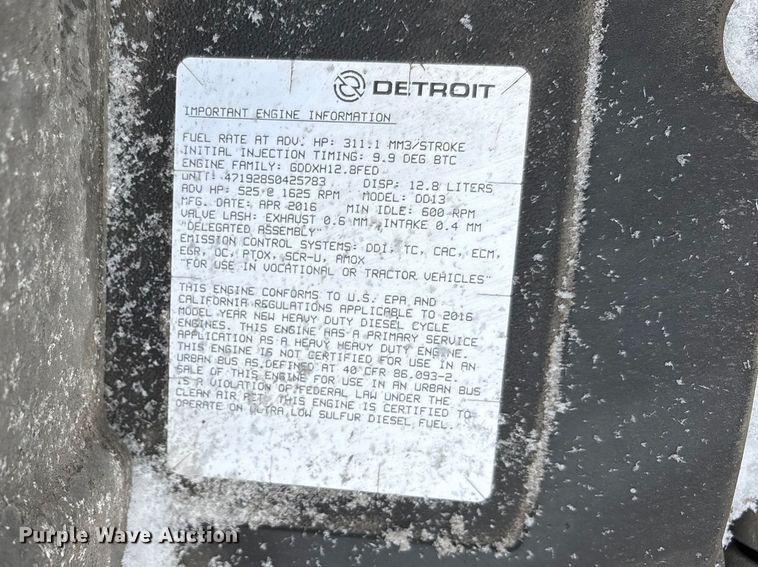 DETROIT
IMPORTANT ENGINE INFORMATION
FUEL RATE AT ADV. HP: 311.1 MM3/STROKE
INITIAL INJECTION TIMING: 9.9 DEG BTC
ENGINE FAMILY: GDDXH12.8FED
UNIT: 471928S0425783 DISP: 12.8 LITERS
ADV HP: 525 @ 1625 RPM MODEL: DD13
MFG. DATE: APR 2016 MIN IDLE: 600 RPM
VALVE LASH: EXHAUST 0.6 MM, INTAKE 0.4 MM
"DELEGATED ASSEMBLY"
EMISSION CONTROL SYSTEMS: DDI, TC, CAC, ECM,
EGR, OC, PTOX, SCR-U, AMOX
"FOR USE IN VOCATIONAL OR TRACTOR VEHICLES"
THIS ENGINE CONFORMS TO U.S. EPA AND
CALIFORNIA REGULATIONS APPLICABLE TO 2016
MODEL YEAR NEW HEAVY DUTY DIESEL CYCLE
ENGINES. THIS ENGINE HAS A PRIMARY SERVICE
APPLICATION AS A HEAVY HEAVY DUTY ENGINE.
THIS ENGINE IS NOT CERTIFIED FOR USE IN AN
URBAN BUS AS DEFINED AT 40 CFR 86.093-2.
SALE OF THIS ENGINE FOR USE IN AN URBAN BUS
IS A VIOLATION OF FEDERAL LAW UNDER THE
CLEAN AIR ACT. THIS ENGINE IS CERTIFIED TO
OPERATE ON ULTRA LOW SULFUR DIESEL FUEL.
Purple Wave Auction